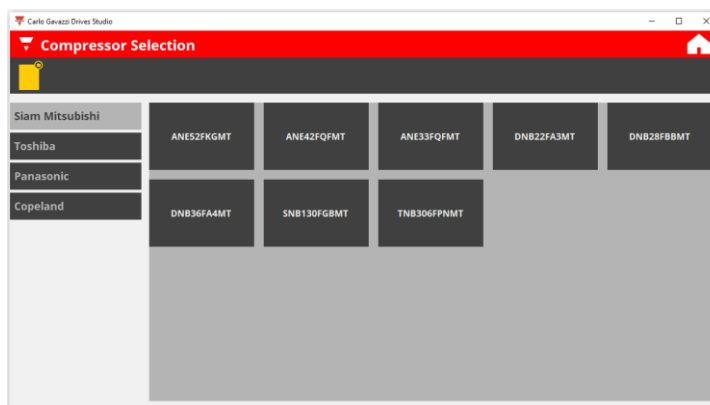 Carlo Gavazzi Drives Studio
Compressor Selection
Siam Mitsubishi
Toshiba
Panasonic
Copeland
ANE52FKGMT ANE42FQFMT ANE33FQFMT DNB22FA3MT DNB28FBBMT
DNB36FA4MT SNB130FGBMT TNB306FPNMT